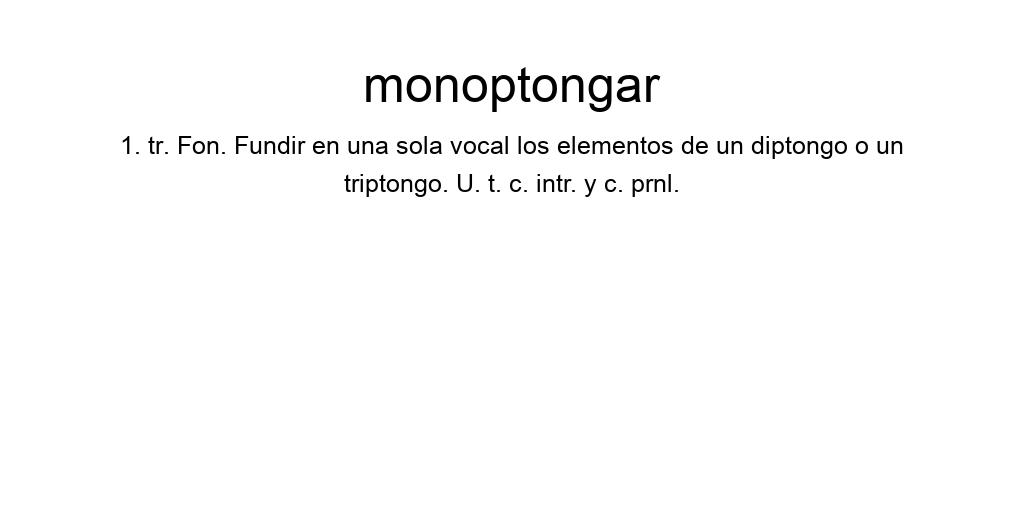 monoptongar
1. tr. Fon. Fundir en una sola vocal los elementos de un diptongo o un
triptongo. U. t. c. intr. y c. prnl.